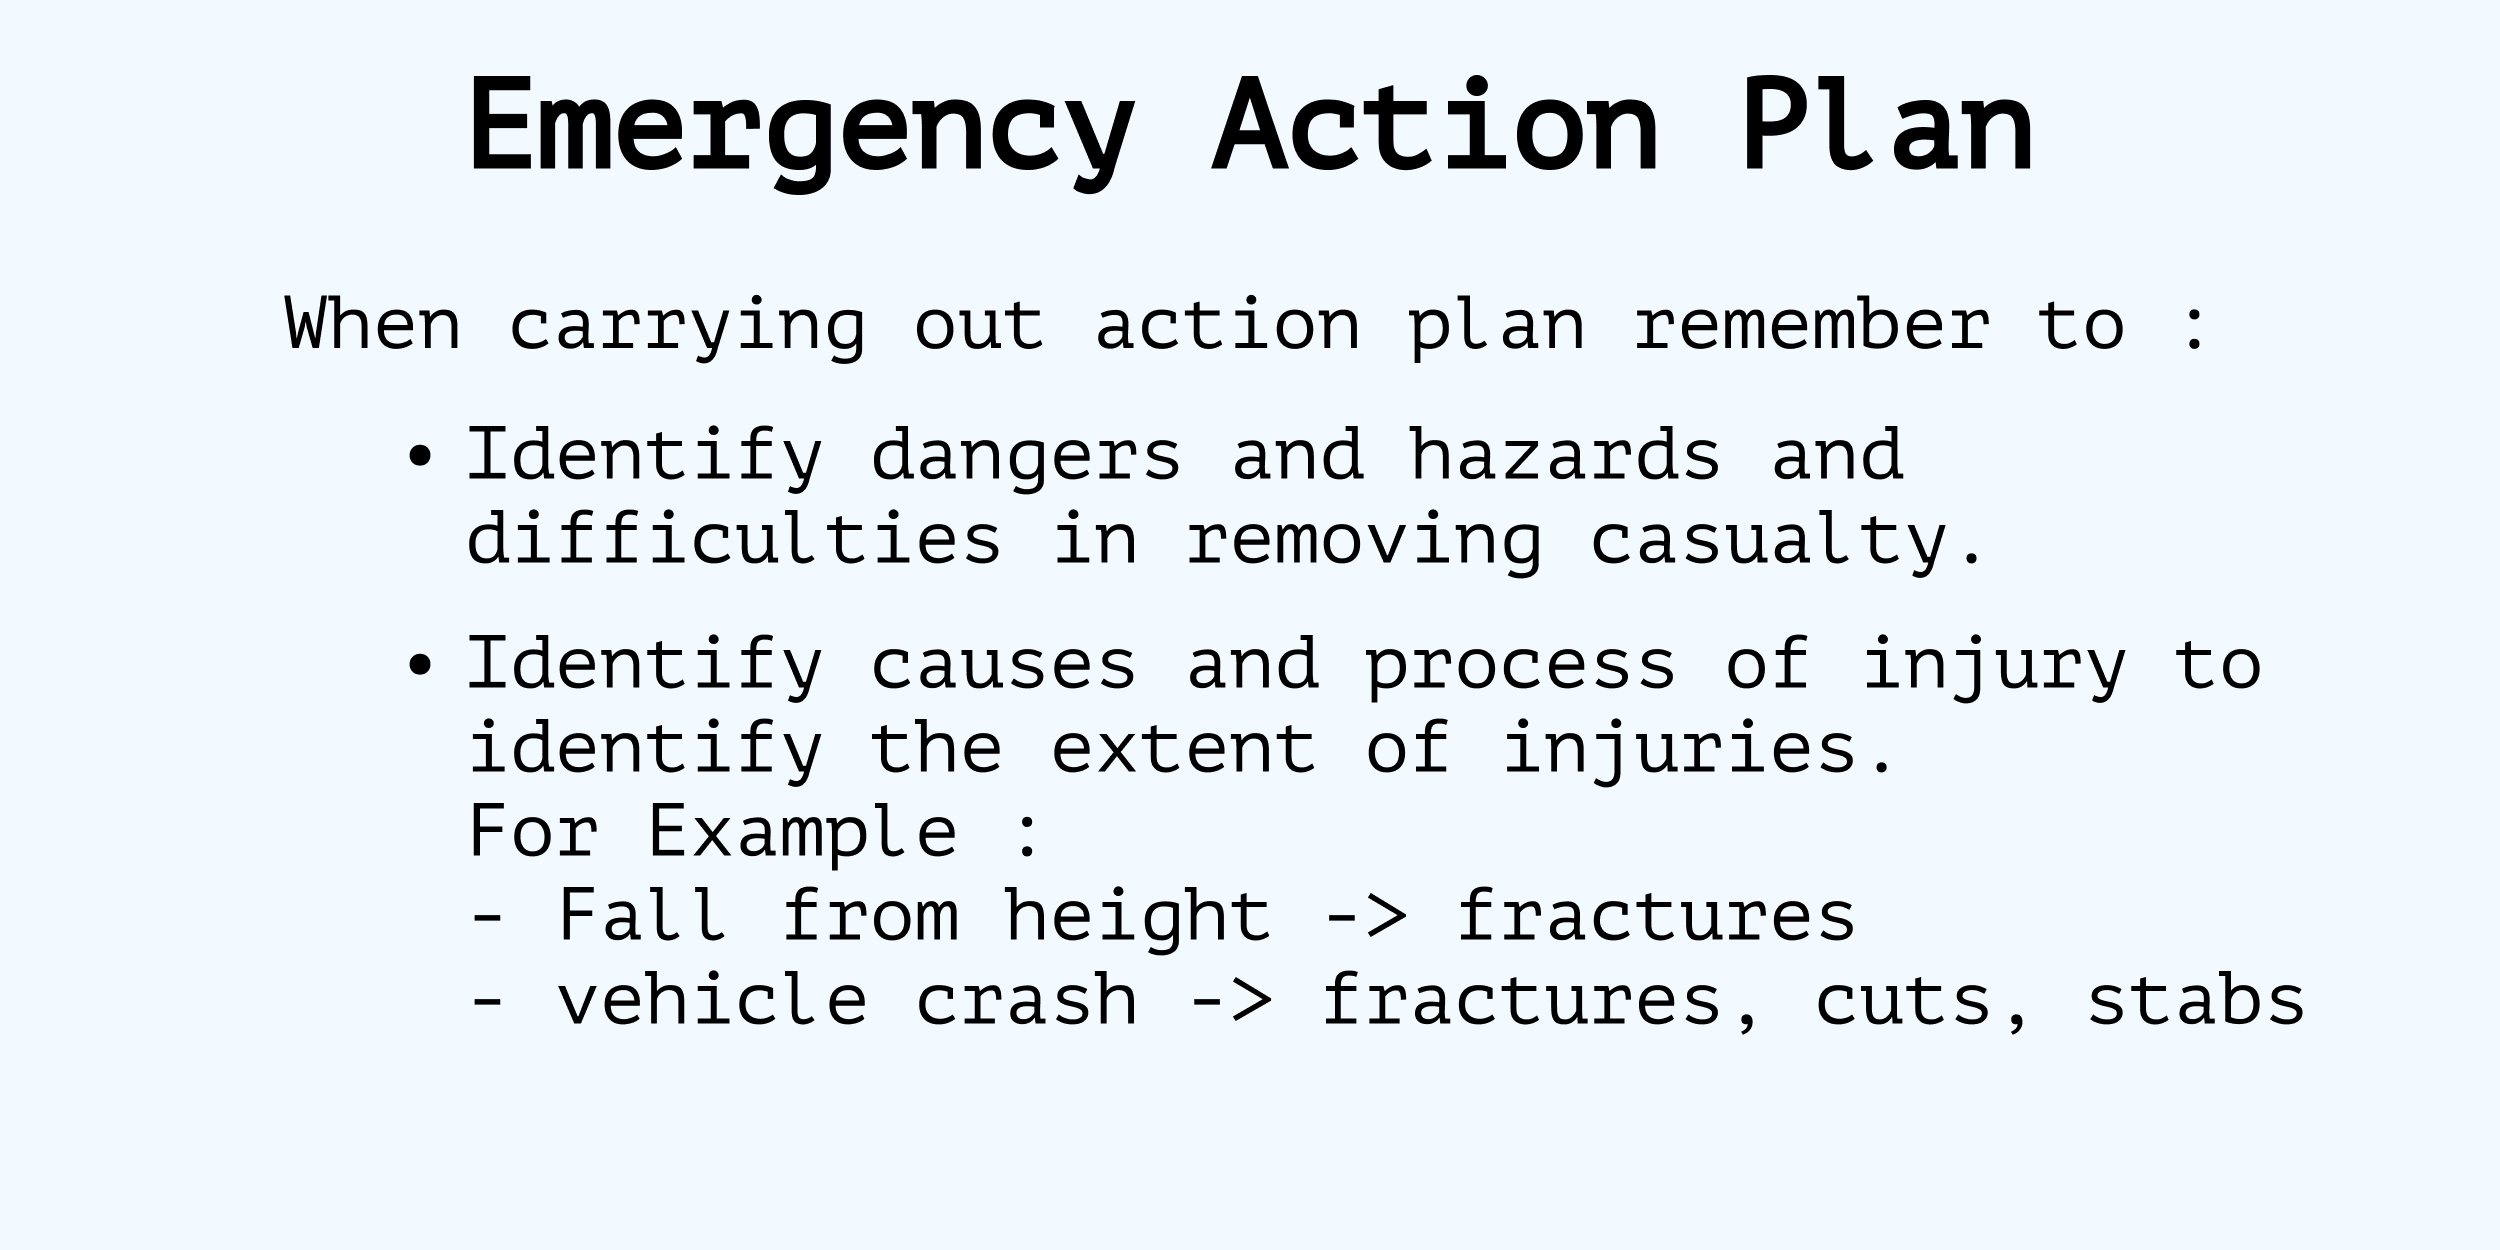 Emergency Action Plan
When carrying out action plan remember to :
• Identify dangers and hazards and
difficulties in removing casualty.
• Identify causes and process of injury to
identify the extent of injuries.
For Example :
- Fall from height -> fractures
- vehicle crash -> fractures, cuts, stabs